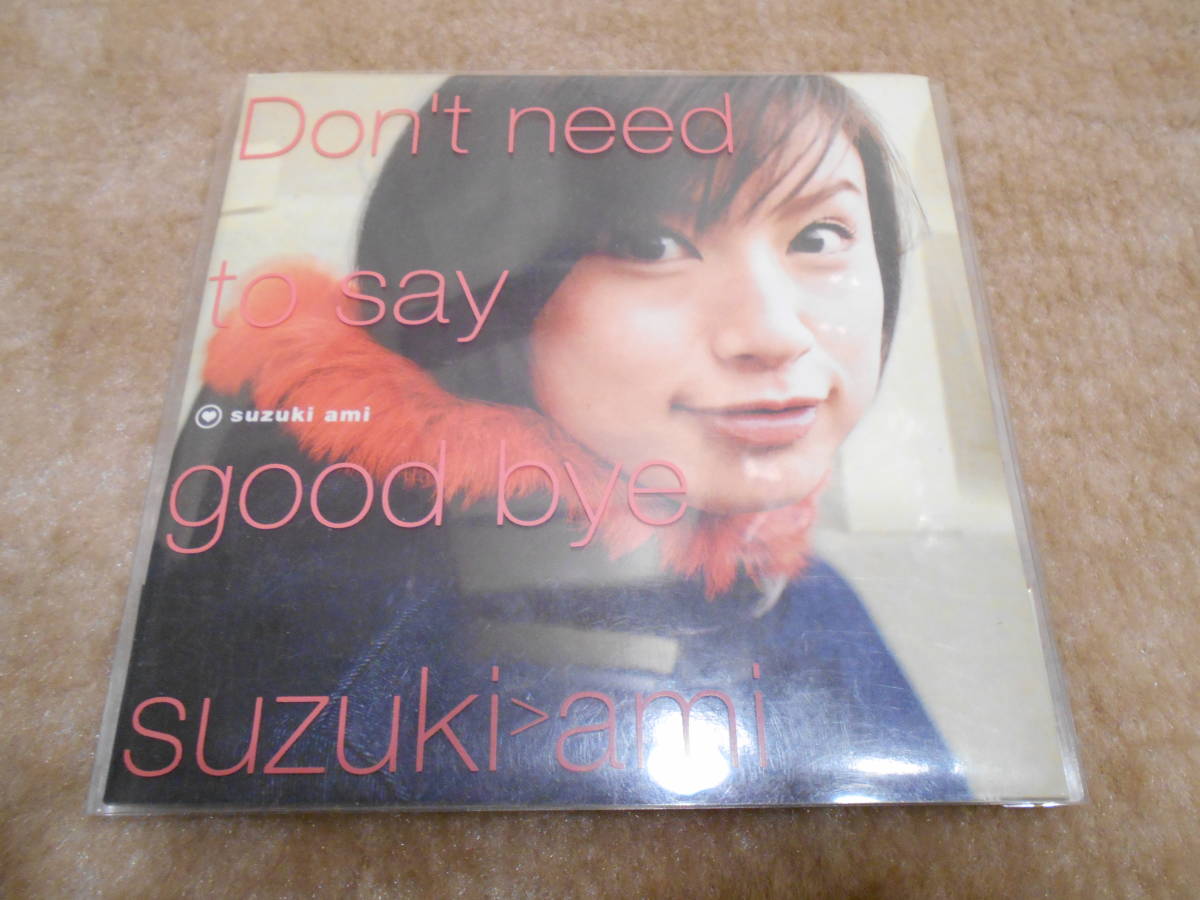 Don't need
to say
suzuki ami
good bye
suzuki>ami